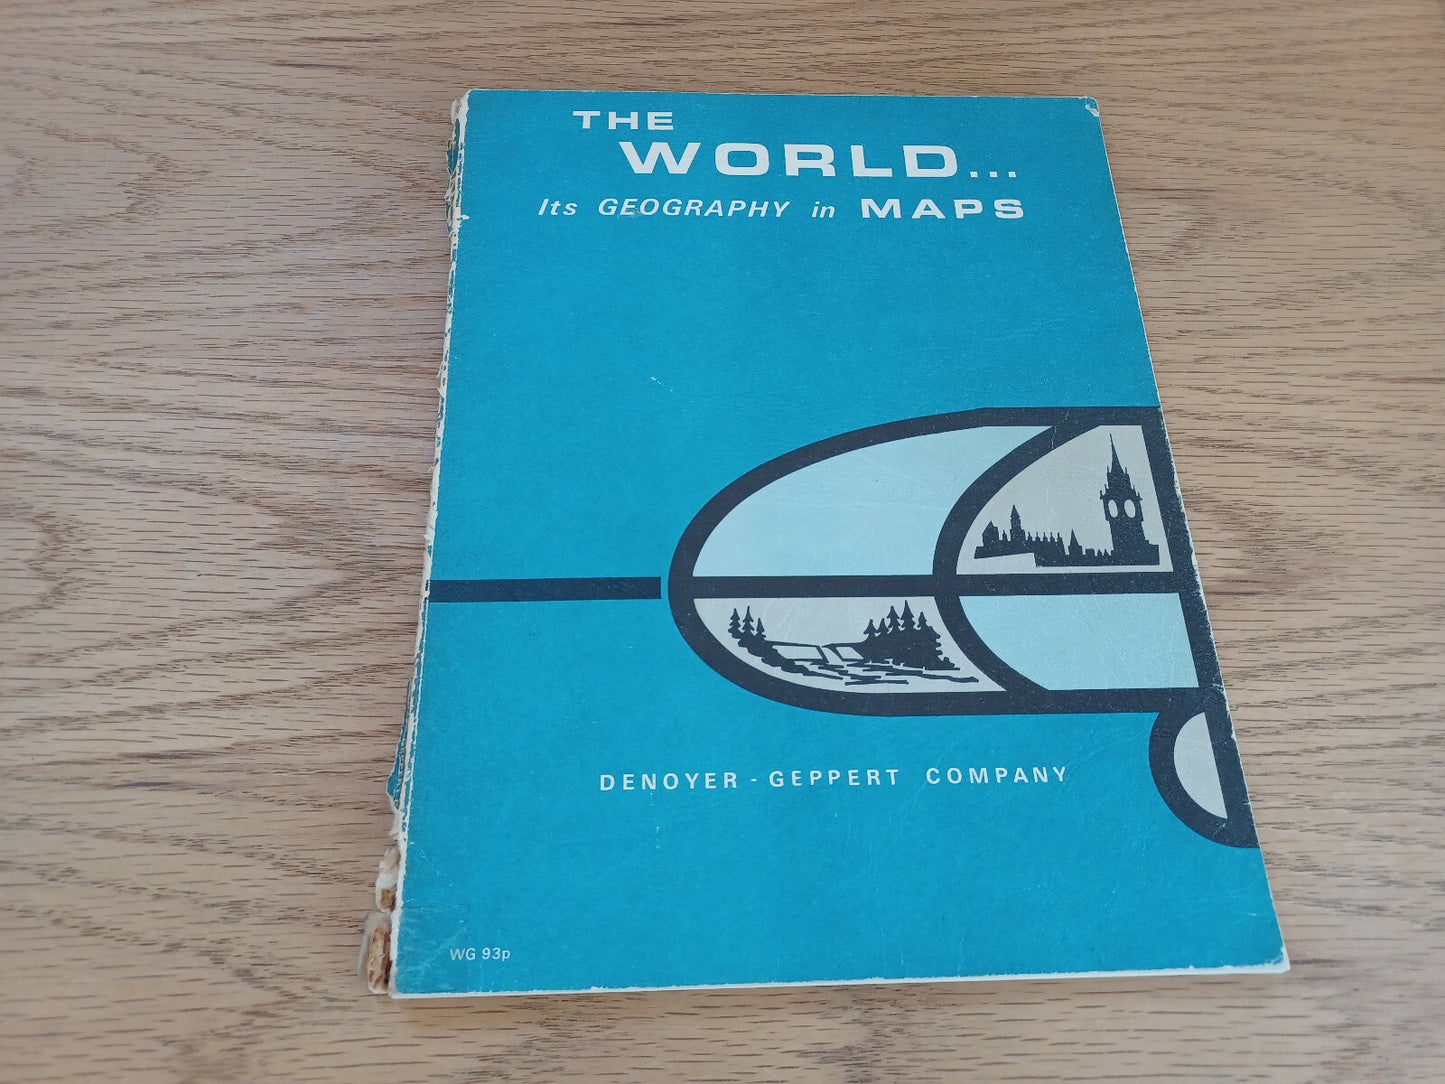 THE
WORLD...
Its GEOGRAPHY in MAPS
DENOYER - GEPPERT COMPANY
WG 93p